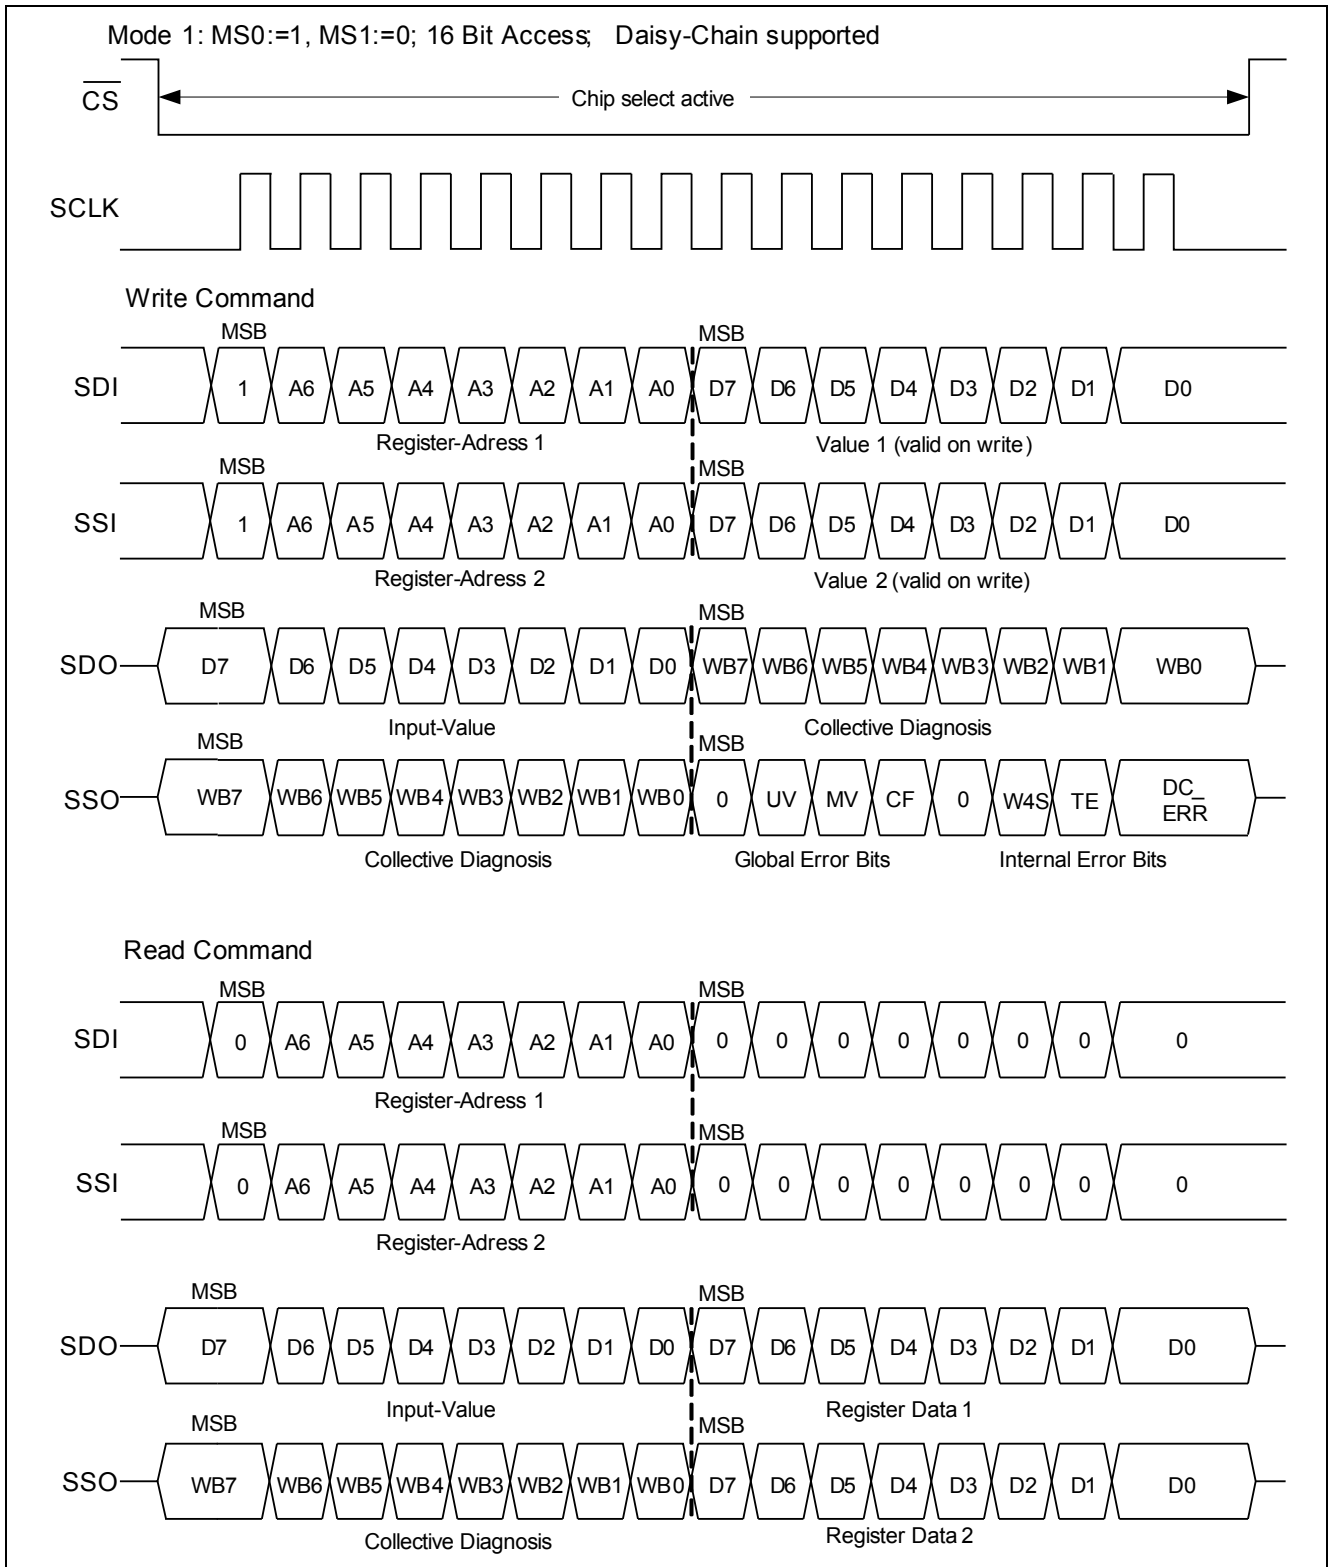 Mode 1: MS0:=1, MS1:=0; 16 Bit Access; Daisy-Chain supported
CS
Chip select active
SCLK
Write Command
MSB MSB
SDI 1 A6 A5 A4 A3 A2 A1 A0 D7 D6 D5 D4 D3 D2 D1 D0
Register-Adress 1 Value 1 (valid on write)
MSB MSB
SSI 1 A6 A5 A4 A3 A2 A1 A0 D7 D6 D5 D4 D3 D2 D1 D0
Register-Adress 2 Value 2 (valid on write)
MSB MSB
SDO D7 D6 D5 D4 D3 D2 D1 D0 WB7 WB6 WB5 WB4 WB3 WB2 WB1 WB0
Input-Value Collective Diagnosis
MSB MSB
SSO WB7 WB6 WB5 WB4 WB3 WB2 WB1 WB0 0 UV MV CF 0 W4S TE DC_
ERR
Collective Diagnosis Global Error Bits Internal Error Bits
Read Command
MSB MSB
SDI 0 A6 A5 A4 A3 A2 A1 A0 0 0 0 0 0 0 0 0
Register-Adress 1
MSB MSB
SSI 0 A6 A5 A4 A3 A2 A1 A0 0 0 0 0 0 0 0 0
Register-Adress 2
MSB MSB
SDO D7 D6 D5 D4 D3 D2 D1 D0 D7 D6 D5 D4 D3 D2 D1 D0
Input-Value Register Data 1
MSB MSB
SSO WB7 WB6 WB5 WB4 WB3 WB2 WB1 WB0 D7 D6 D5 D4 D3 D2 D1 D0
Collective Diagnosis Register Data 2